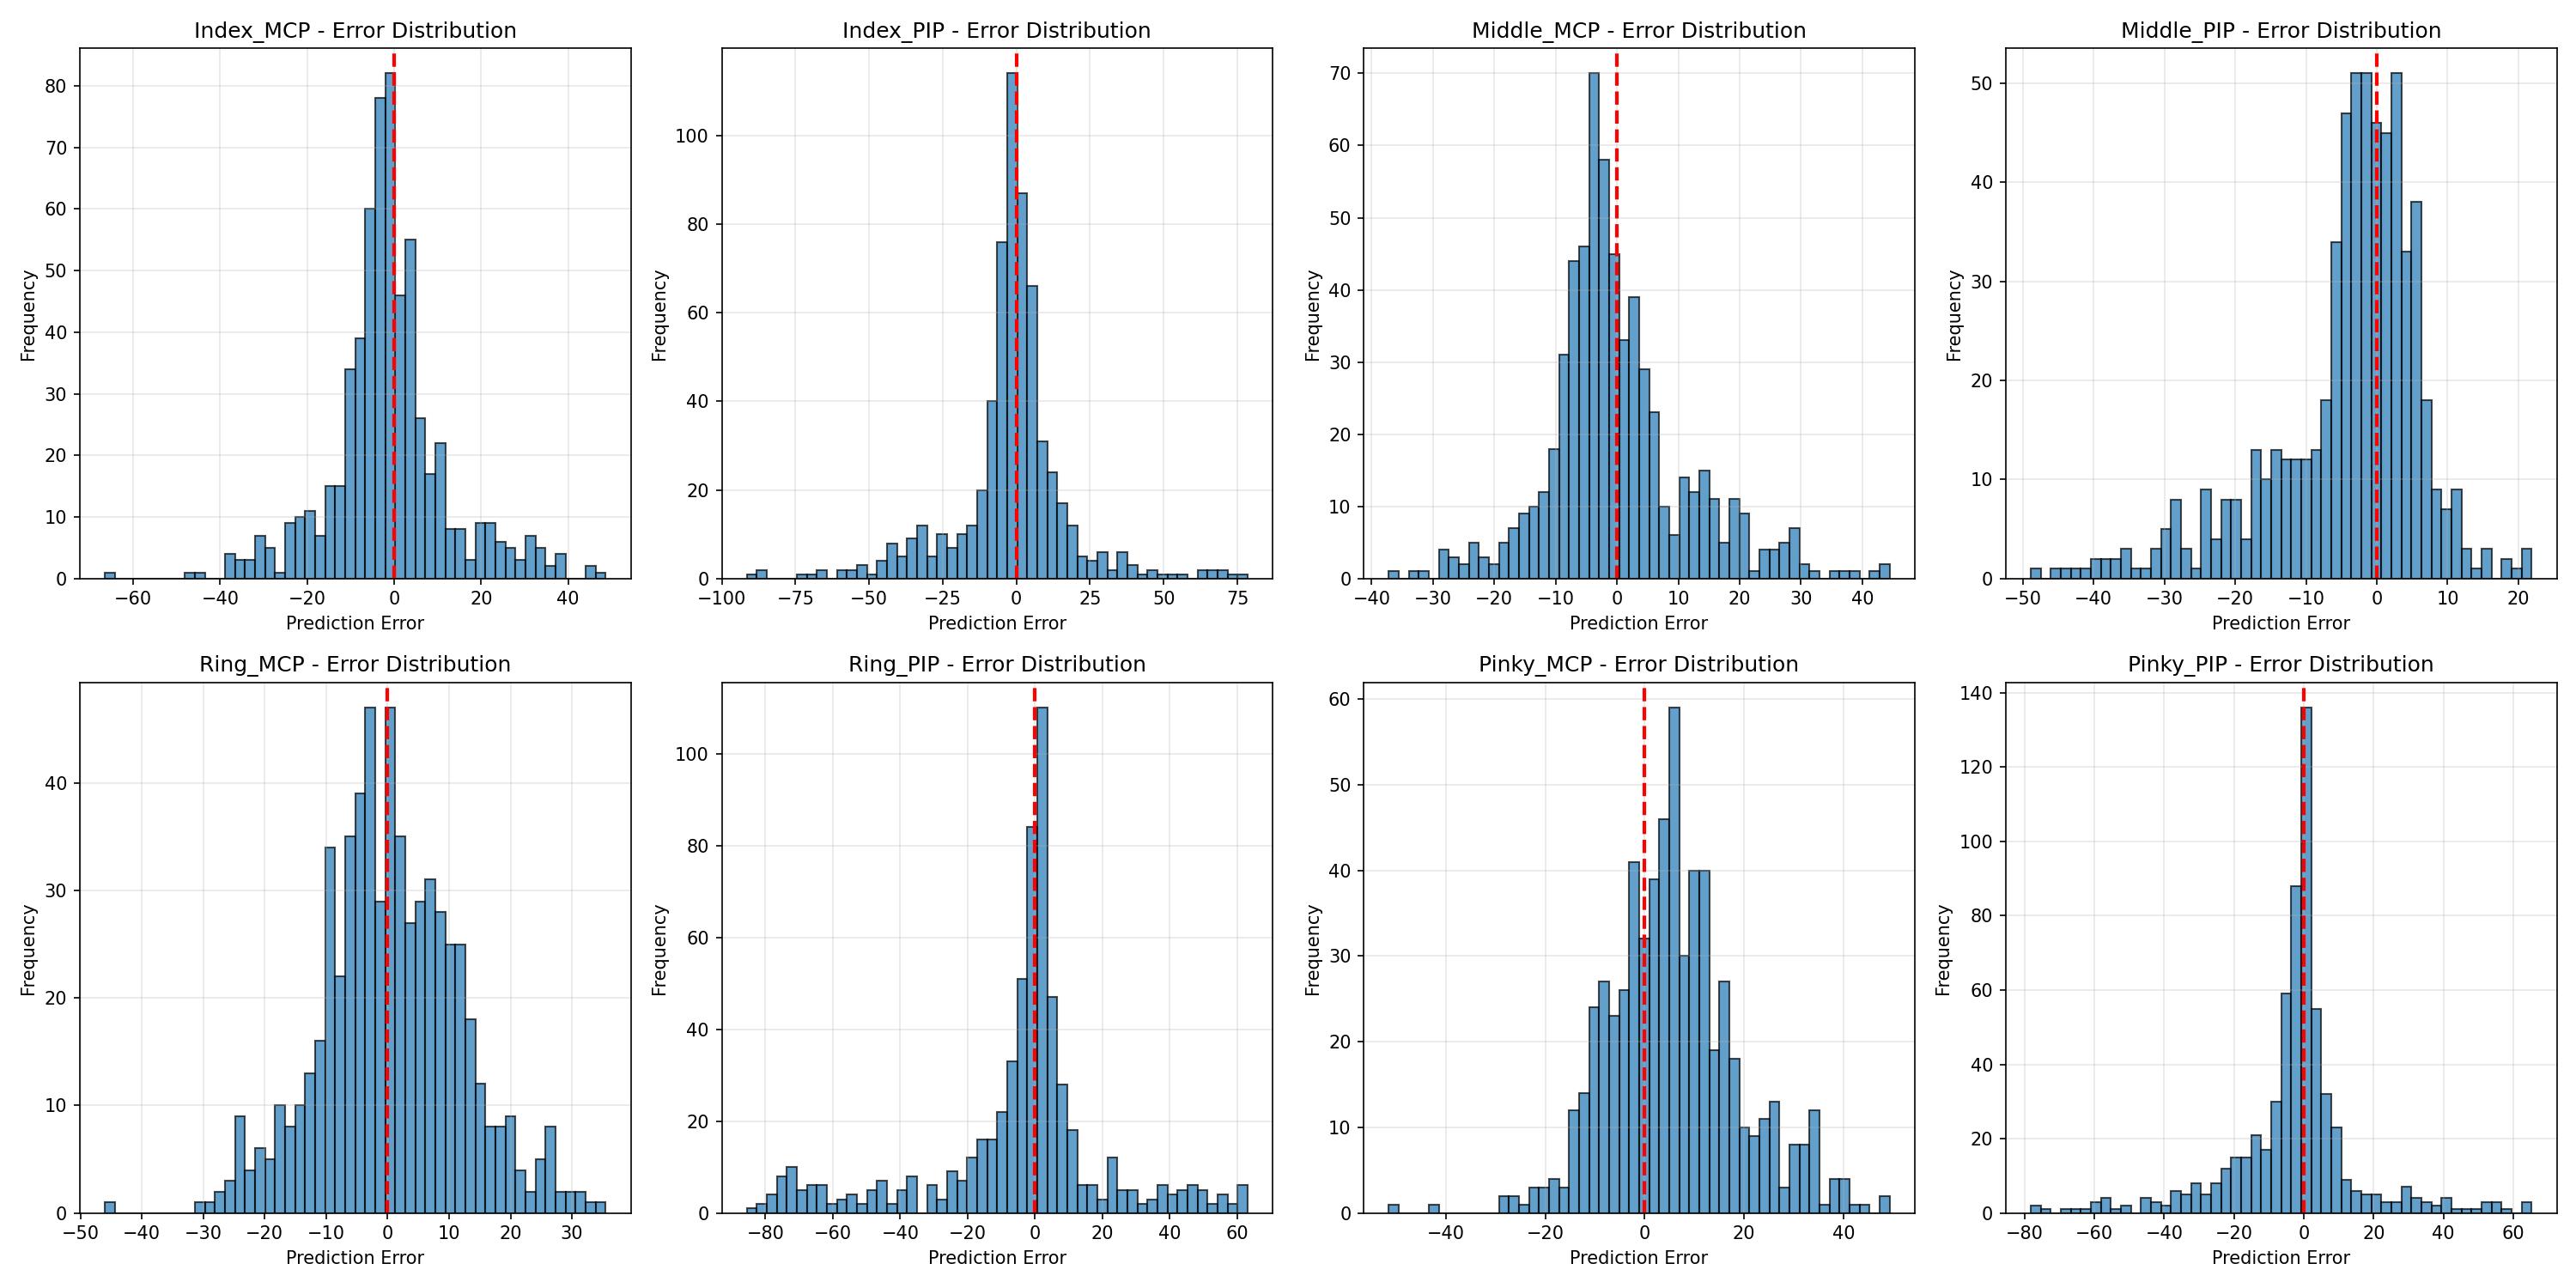 Index_MCP - Error Distribution
Frequency
80
70
60
50
40
30
20
10
0
−60 −40 −20 0 20 40
Prediction Error
Index_PIP - Error Distribution
Frequency
100
80
60
40
20
0
−100 −75 −50 −25 0 25 50 75
Prediction Error
Middle_MCP - Error Distribution
Frequency
70
60
50
40
30
20
10
0
−40 −30 −20 −10 0 10 20 30 40
Prediction Error
Middle_PIP - Error Distribution
Frequency
50
40
30
20
10
0
−50 −40 −30 −20 −10 0 10 20
Prediction Error
Ring_MCP - Error Distribution
Frequency
40
30
20
10
0
−50 −40 −30 −20 −10 0 10 20 30
Prediction Error
Ring_PIP - Error Distribution
Frequency
100
80
60
40
20
0
−80 −60 −40 −20 0 20 40 60
Prediction Error
Pinky_MCP - Error Distribution
Frequency
60
50
40
30
20
10
0
−40 −20 0 20 40
Prediction Error
Pinky_PIP - Error Distribution
Frequency
140
120
100
80
60
40
20
0
−80 −60 −40 −20 0 20 40 60
Prediction Error